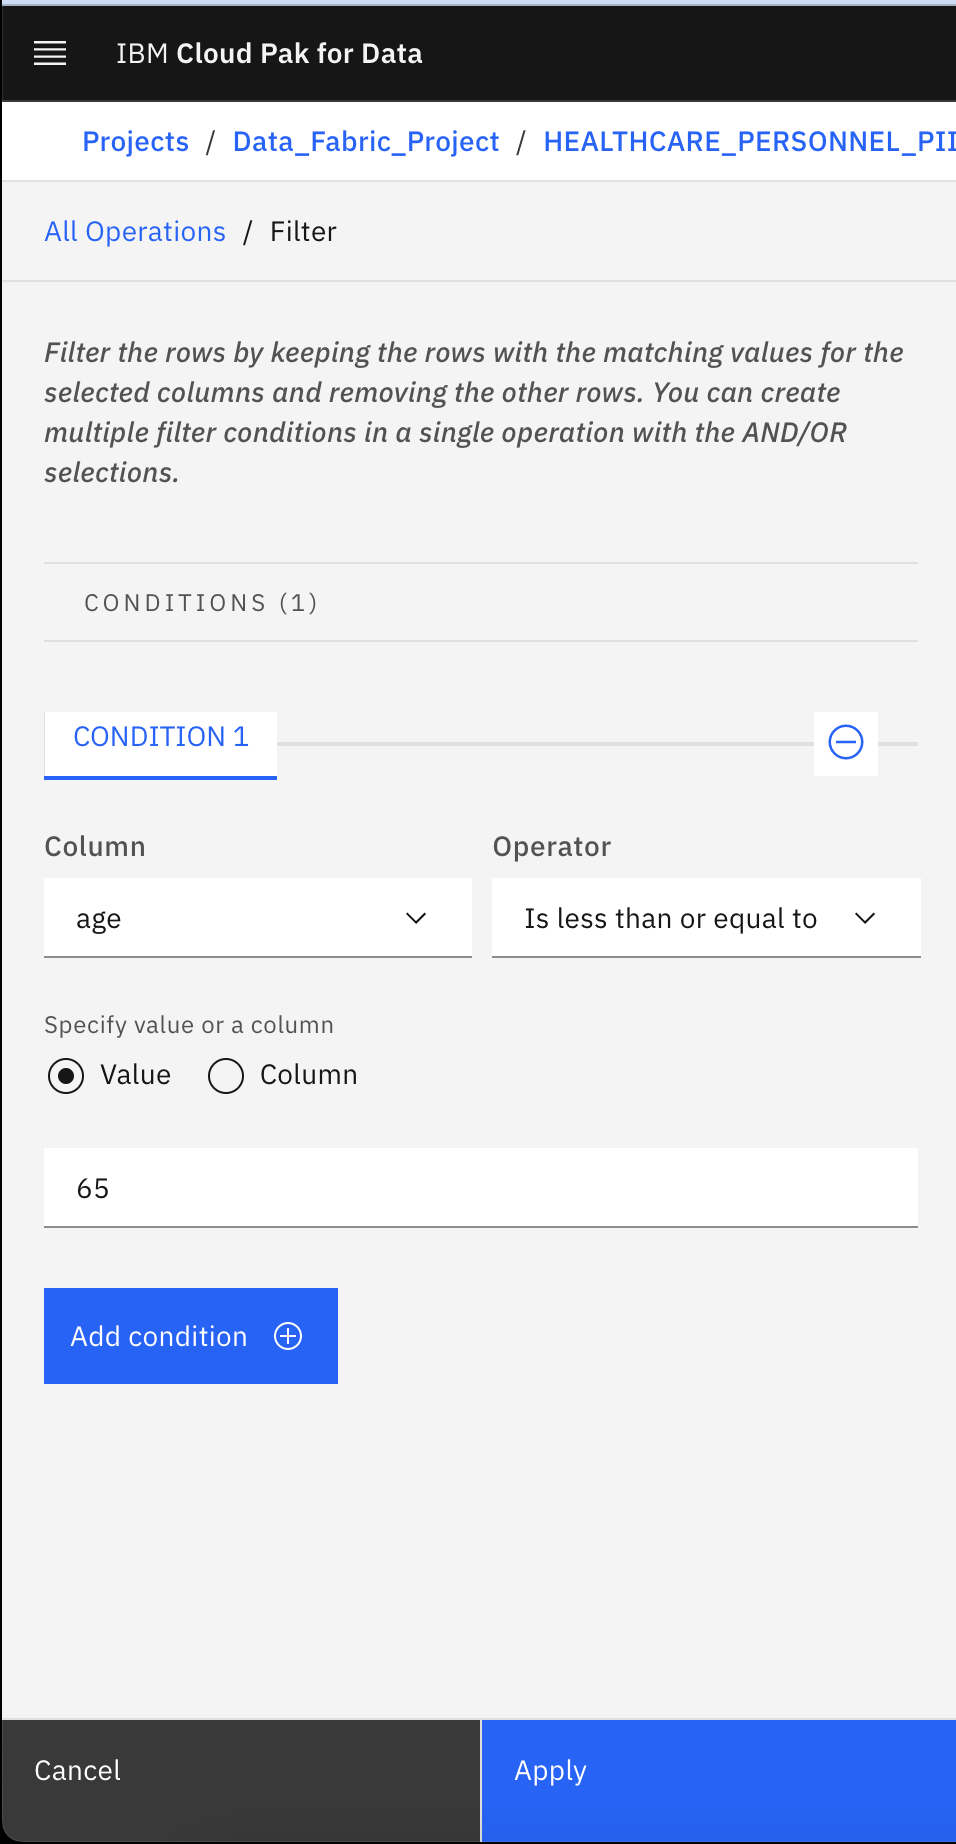 IBM Cloud Pak for Data
Projects / Data_Fabric_Project / HEALTHCARE_PERSONNEL_PII
All Operations / Filter
Filter the rows by keeping the rows with the matching values for the
selected columns and removing the other rows. You can create
multiple filter conditions in a single operation with the AND/OR
selections.
CONDITIONS (1)
CONDITION 1
Column Operator
age Is less than or equal to
Specify value or a column
Value Column
65
Add condition
Cancel Apply